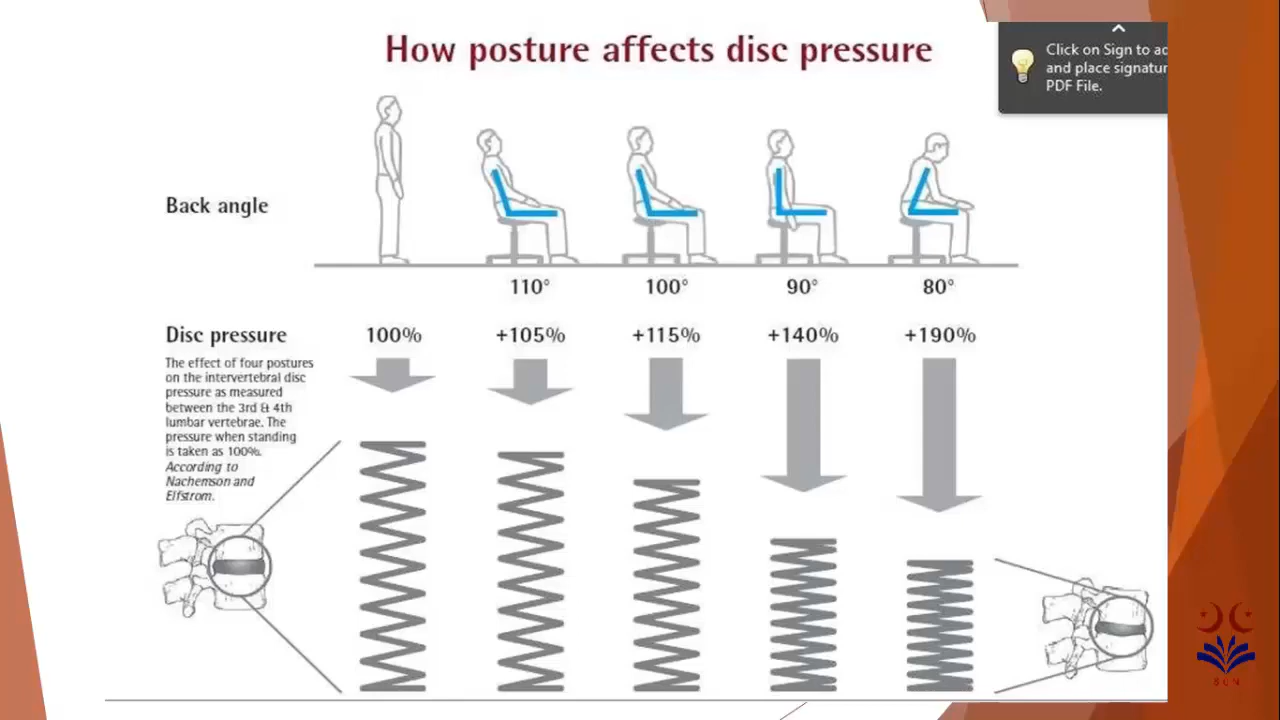 How posture affects disc pressure
Click on Sign to ad
and place signatur
PDF File.
Back angle
110° 100° 90° 80°
Disc pressure 100% +105% +115% +140% +190%
The effect of four postures
on the intervertebral disc
pressure as measured
between the 3rd & 4th
lumbar vertebrae. The
pressure when standing
is taken as 100%.
According to
Nachemson and
Elfstrom.